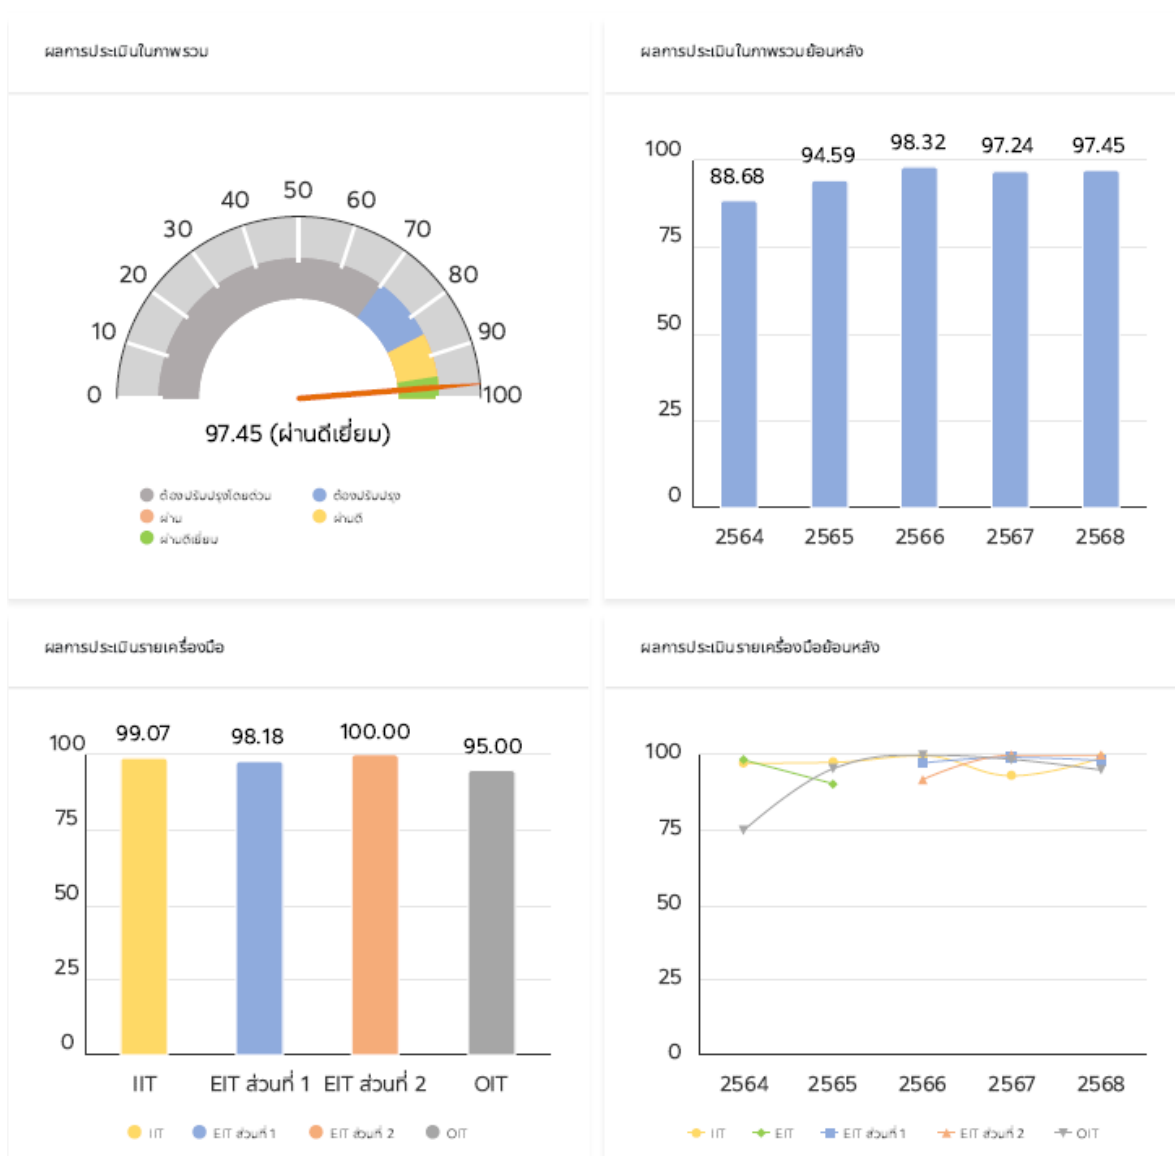 ผลการประเมินในภาพรวม
50
40
60
30
70
20
80
10
90
0
100
97.45 (ผ่านดีเยี่ยม)
ต้องปรับปรุงโดยด่วน
ต้องปรับปรุง
ผ่าน
ผ่านดี
ผ่านดีเยี่ยม
ผลการประเมินในภาพรวมย้อนหลัง
100
75
50
25
0
88.68
94.59
98.32
97.24
97.45
2564 2565 2566 2567 2568
ผลการประเมินรายเครื่องมือ
100
75
50
25
0
99.07
98.18
100.00
95.00
IIT EIT ส่วนที่ 1 EIT ส่วนที่ 2 OIT
IIT EIT ส่วนที่ 1 EIT ส่วนที่ 2 OIT
ผลการประเมินรายเครื่องมือย้อนหลัง
100
75
50
25
0
2564 2565 2566 2567 2568
IIT EIT EIT ส่วนที่ 1 EIT ส่วนที่ 2 OIT